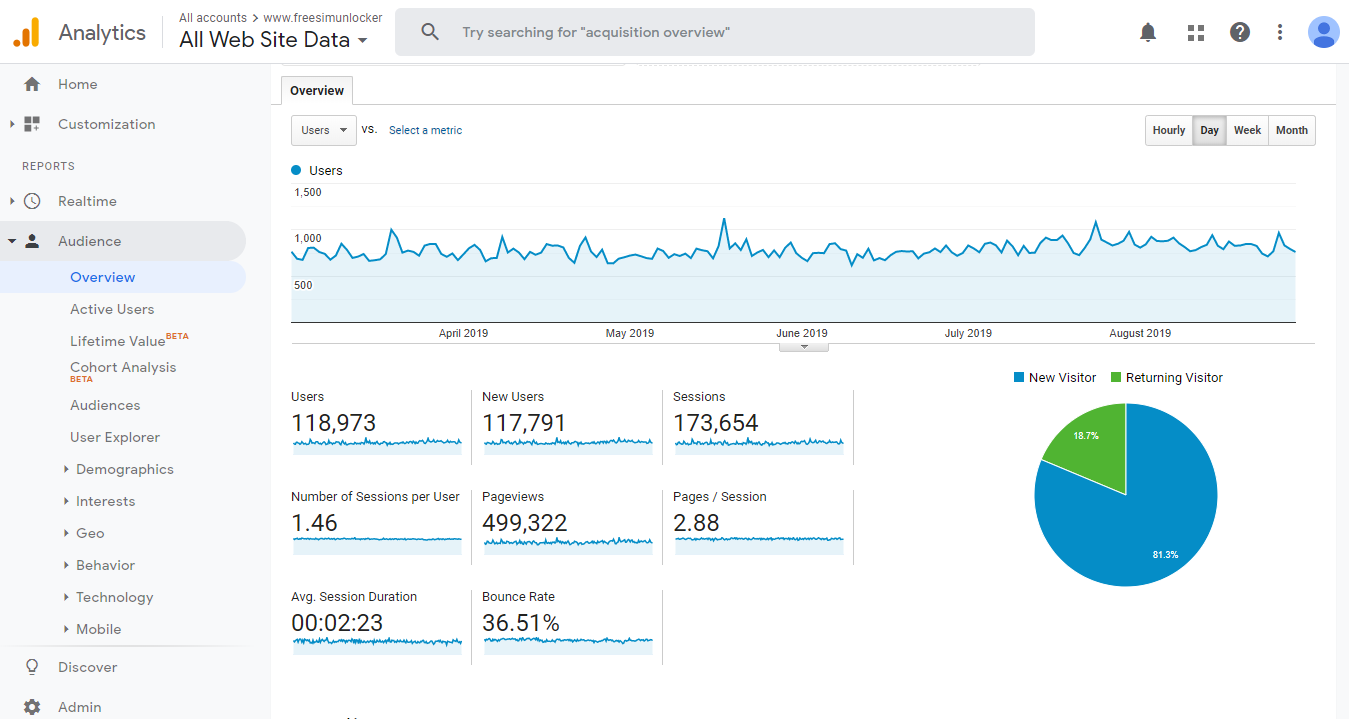 All accounts > www.freesimunlocker
Analytics
All Web Site Data
Try searching for "acquisition overview"
Home
Customization
REPORTS
Realtime
Audience
Overview
Active Users
Lifetime Value BETA
Cohort Analysis
BETA
Audiences
User Explorer
Demographics
Interests
Geo
Behavior
Technology
Mobile
Discover
Admin
Overview
Users vs. Select a metric
Hourly Day Week Month
Users
1,500
1,000
500
April 2019 May 2019 June 2019 July 2019 August 2019
New Visitor Returning Visitor
18.7%
81.3%
Users New Users Sessions
118,973 117,791 173,654
Number of Sessions per User Pageviews Pages / Session
1.46 499,322 2.88
Avg. Session Duration Bounce Rate
00:02:23 36.51%